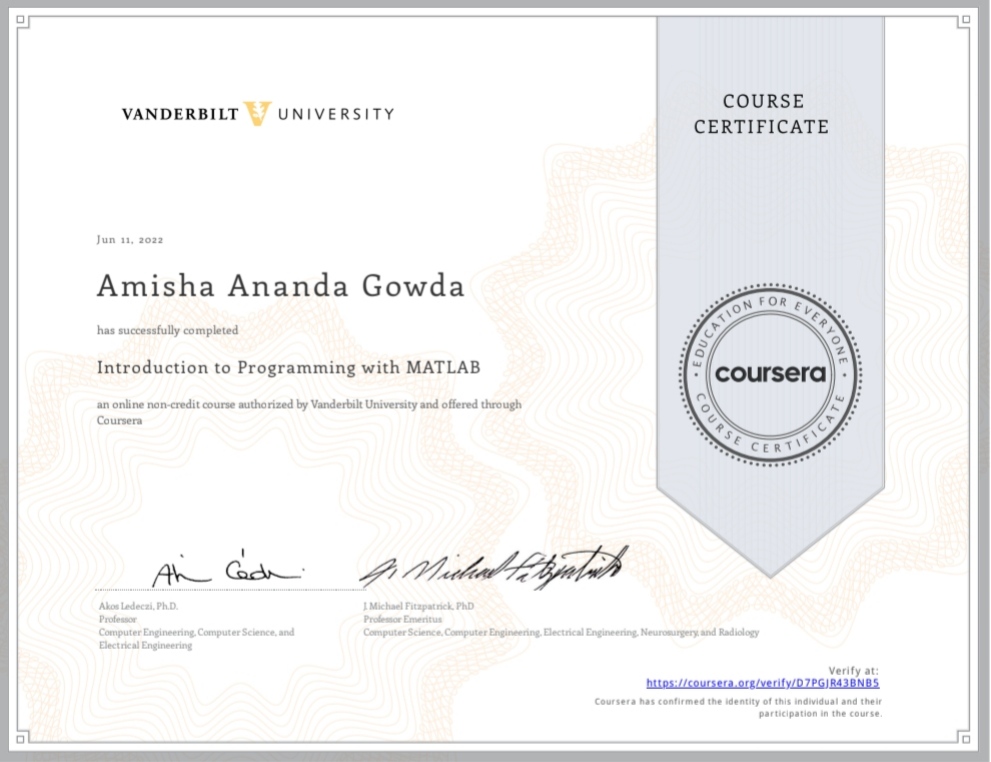 VANDERBILT UNIVERSITY
COURSE
CERTIFICATE
Jun 11, 2022
Amisha Ananda Gowda
has successfully completed
Introduction to Programming with MATLAB
an online non-credit course authorized by Vanderbilt University and offered through
Coursera
EDUCATION FOR EVERYONE
coursera
COURSE CERTIFICATE
Akos Ledeczi, Ph.D.
Professor
Computer Engineering, Computer Science, and
Electrical Engineering
J. Michael Fitzpatrick, PhD
Professor Emeritus
Computer Science, Computer Engineering, Electrical Engineering, Neurosurgery and Radiology
Verify at:
https://coursera.org/verify/D7PGJR43BNB5
Coursera has confirmed the identity of this individual and their
participation in the course.